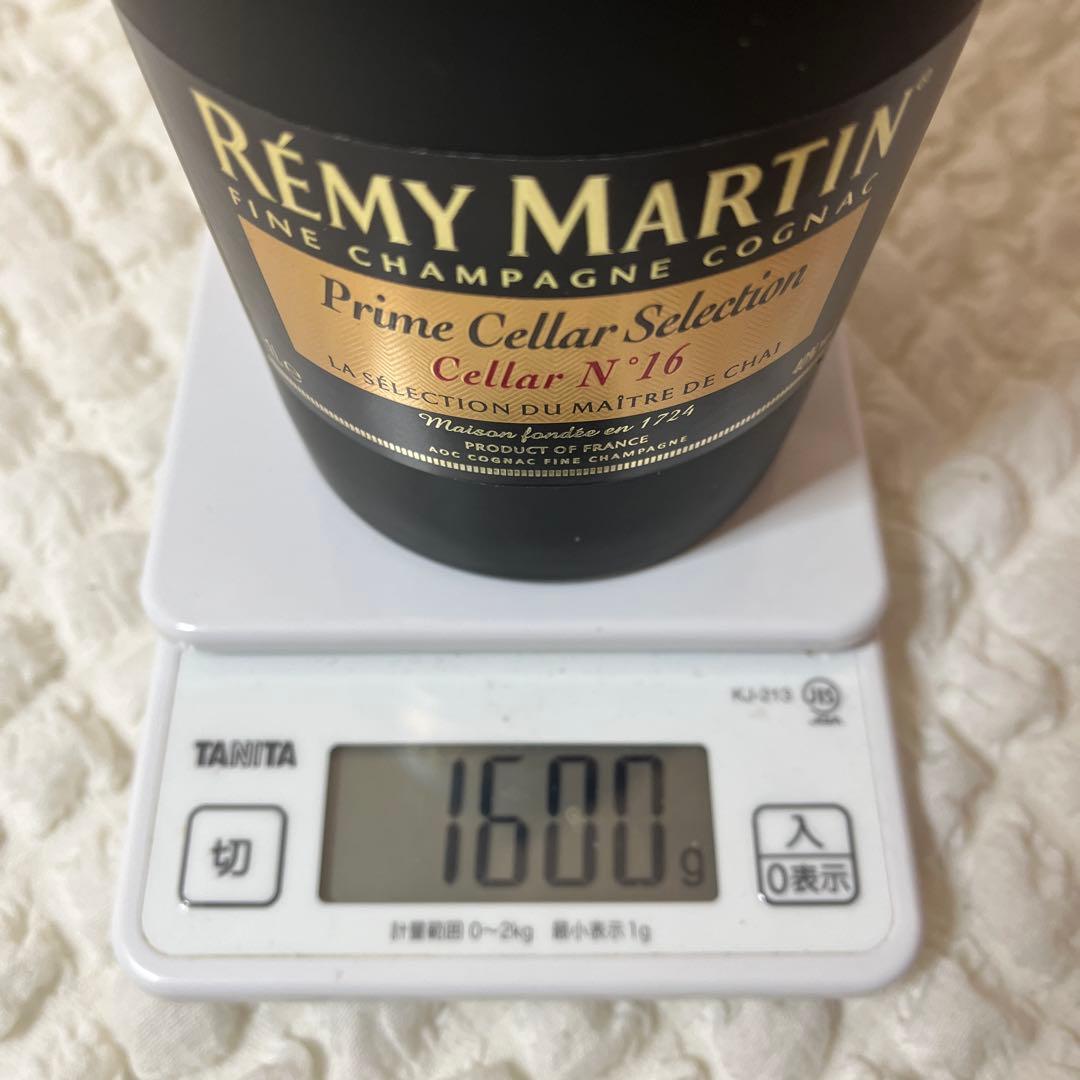 RÉMY MARTIN
FINE CHAMPAGNE COGNAC
Prime Cellar Selection
Cellar N°16
LA SÉLECTION DU MAÎTRE DE CHAI
Maison fondée en 1724
PRODUCT OF FRANCE
AOC COGNAC FINE CHAMPAGNE
KJ-213
JIS
TANITA
1600 g
切
入
0表示
計量範囲 0～2kg 最小表示1g